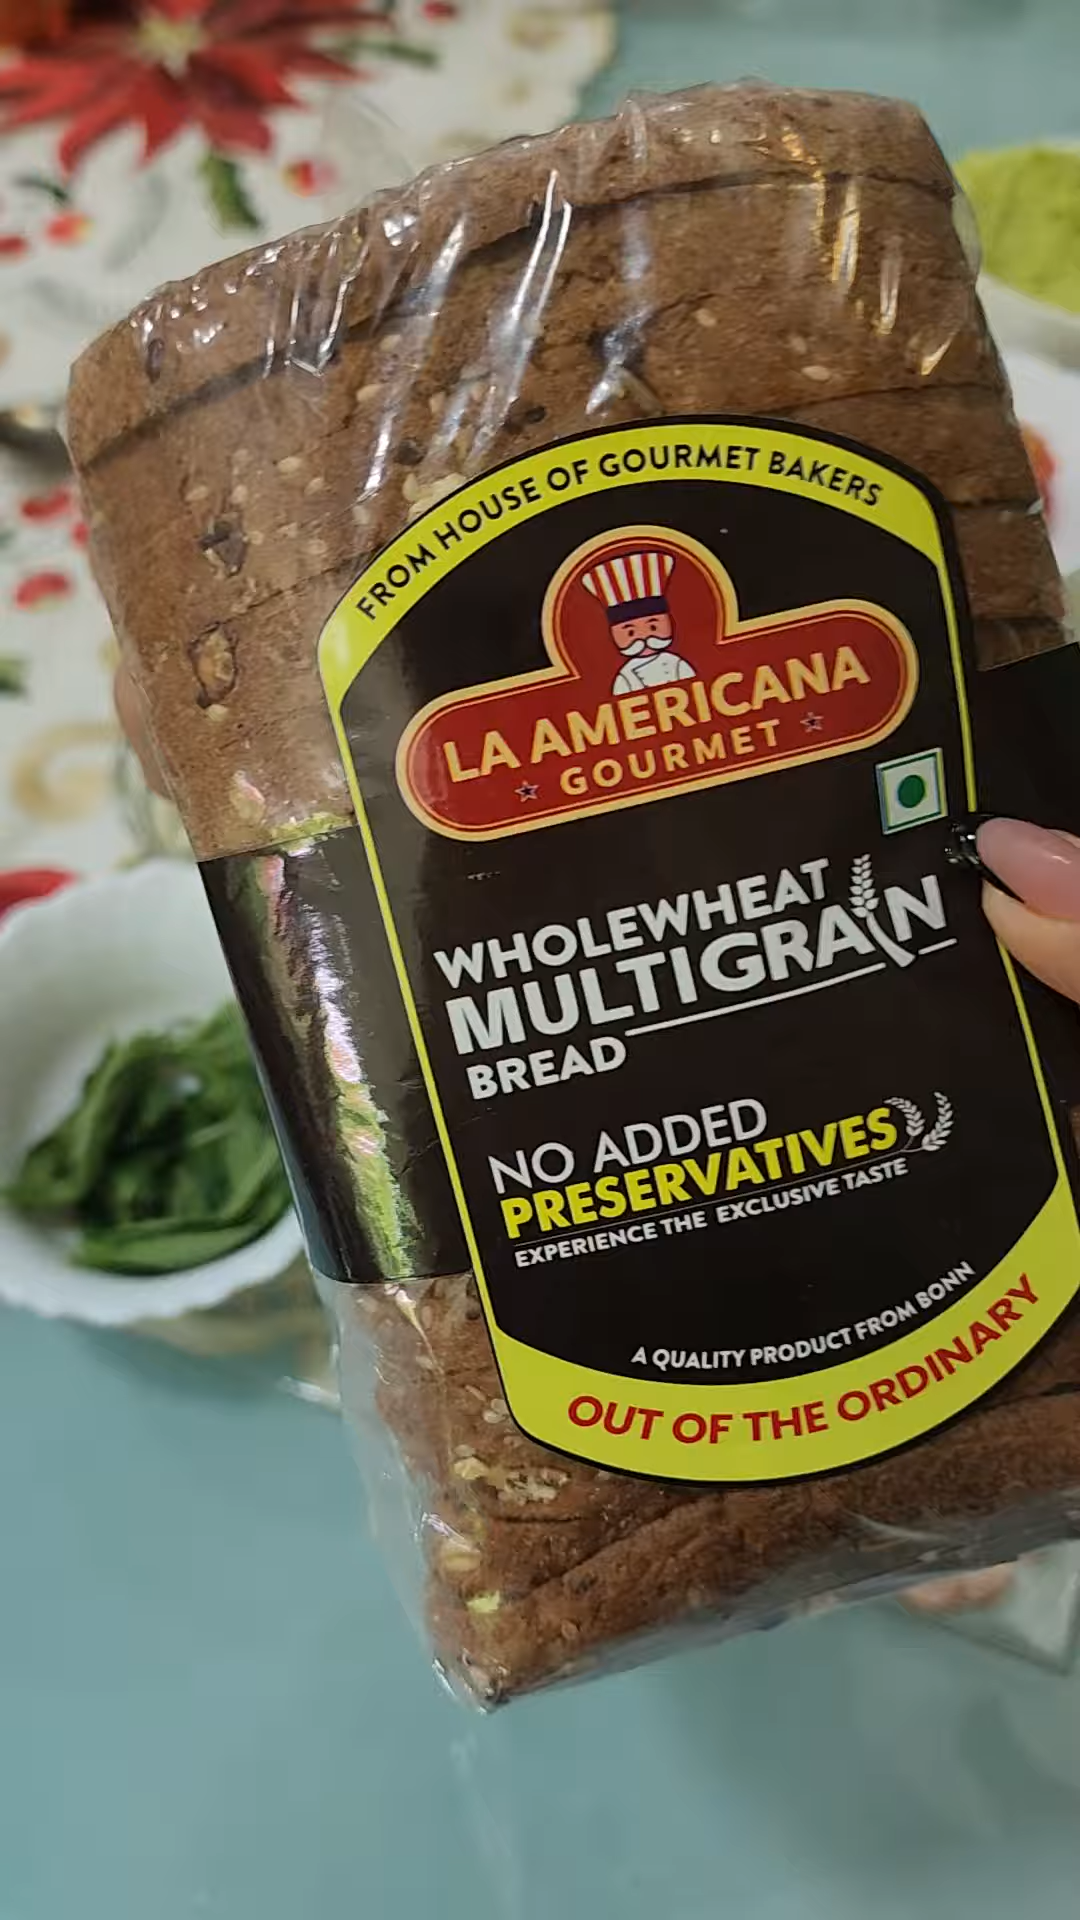 FROM HOUSE OF GOURMET BAKERS
LA AMERICANA
GOURMET
WHOLEWHEAT
MULTIGRAIN
BREAD
NO ADDED
PRESERVATIVES
EXPERIENCE THE EXCLUSIVE TASTE
A QUALITY PRODUCT FROM BONN
OUT OF THE ORDINARY